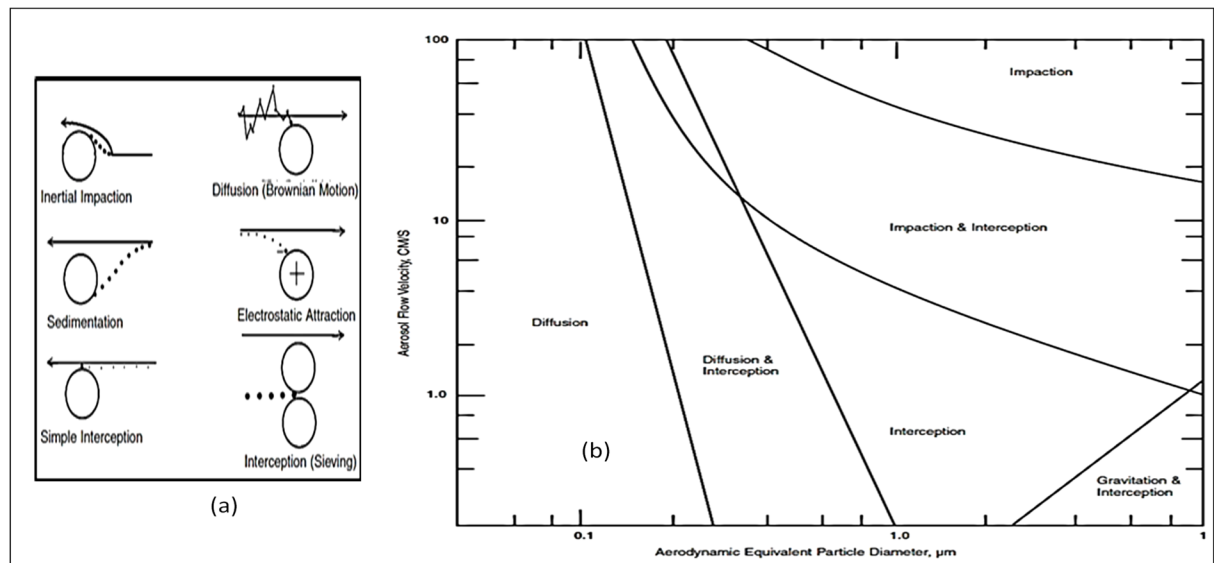 Inertial Impaction
Diffusion (Brownian Motion)
Sedimentation
Electrostatic Attraction
Simple Interception
Interception (Sieving)
(a)
100
10
1.0
Aerosol Flow Velocity, CM/S
Impaction
Impaction & Interception
Diffusion
Diffusion &
Interception
Interception
Gravitation &
Interception
(b)
0.1
1.0
1
Aerodynamic Equivalent Particle Diameter, µm